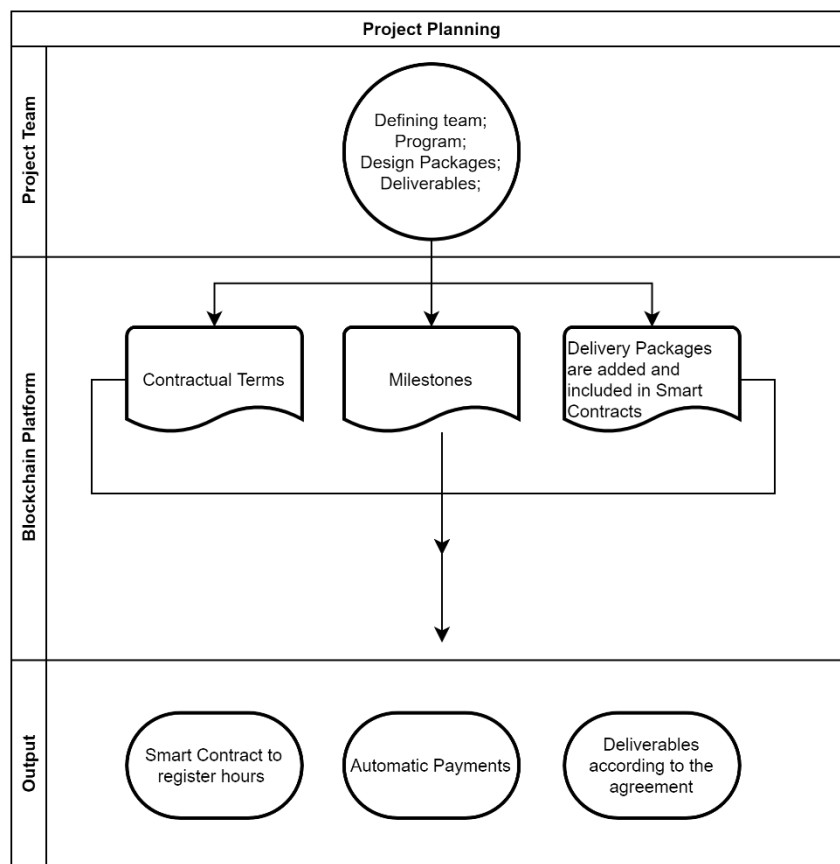 Project Planning
Project Team
Defining team;
Program;
Design Packages;
Deliverables;
Blockchain Platform
Contractual Terms
Milestones
Delivery Packages
are added and
included in Smart
Contracts
Output
Smart Contract to
register hours
Automatic Payments
Deliverables
according to the
agreement